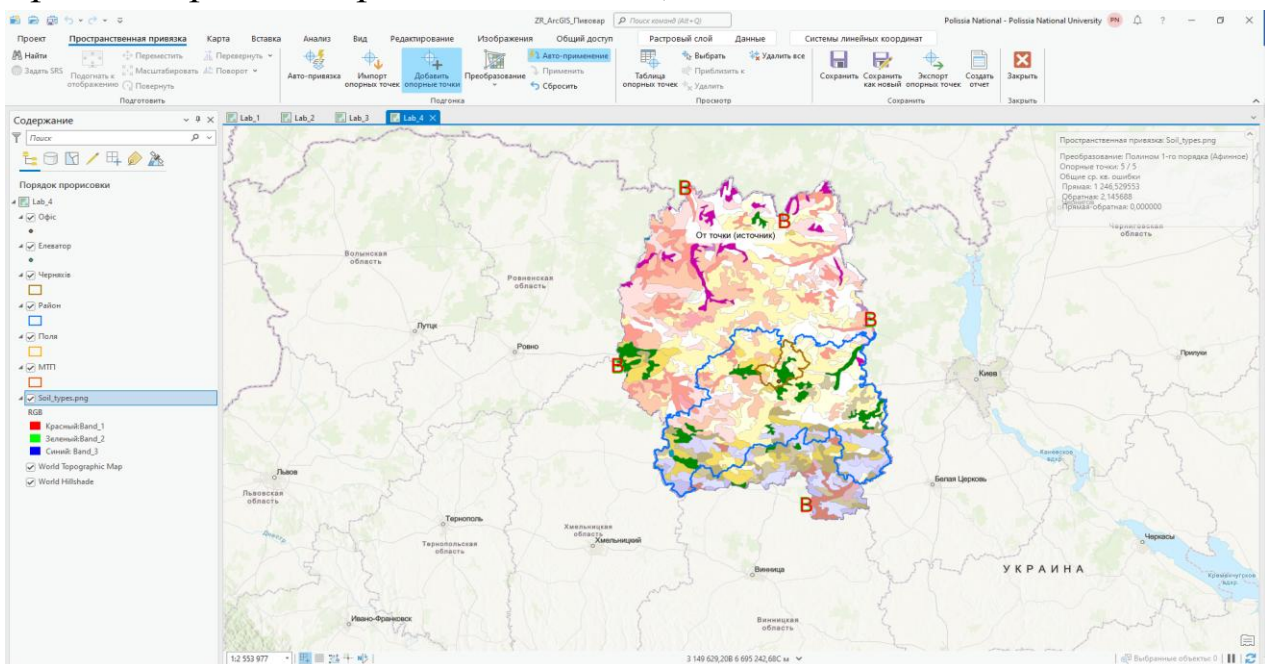 ZR_ArcGIS_Пивовар
Поиск команд (Alt+Q)
Polissia National - Polissia National University
PN
?
Проект Пространственная привязка Карта Вставка Анализ Вид Редактирование Изображения Общий доступ Растровый слой Данные Системы линейных координат
Найти
Задать SRS
Подогнать к отображению
Переместить
Масштабировать
Повернуть
Перевернуть
Поворот
Подготовить
Авто-привязка
Импорт опорных точек
Добавить опорные точки
Преобразование
Авто-применение
Применить
Сбросить
Подгонка
Таблица опорных точек
Выбрать
Приблизить к
Удалить
Удалить все
Просмотр
Сохранить
Сохранить как новый
Экспорт опорных точек
Создать отчет
Сохранить
Закрыть
Закрыть
Содержание
Поиск
Порядок прорисовки
Lab_4
Офіс
Елеватор
Черняхів
Район
Поля
МТП
Soil_types.png
RGB
Красный:Band_1
Зеленый:Band_2
Синий: Band_3
World Topographic Map
World Hillshade
Lab_1 Lab_2 Lab_3 Lab_4
Пространственная привязка: Soil_types.png
Преобразование: Полином 1-го порядка (Афинное)
Опорные точки: 5 / 5
Общие ср. кв. ошибки
Прямая: 1 246,529553
Обратная: 2,145688
Прямая-обратная: 0,000000
Черниговская
область
В
В
От точки (источник)
Волынская
область
Ровненская
область
Луцк
В
Ровно
В
Прилуки
Киев
Каневское
вдхр.
Львов
Белая Церковь
Львовская
область
В
Тернополь
Хмельницкая
область
Тернопольская
область
Хмельницкий
Днестр
Черкассы
Винница
УКРАИНА
Кременчугское
вдхр.
Ивано-Франковск
Винницкая
область
1:2 553 977
3 149 629,20В 6 695 242,68С м
Выбранные объекты: 0